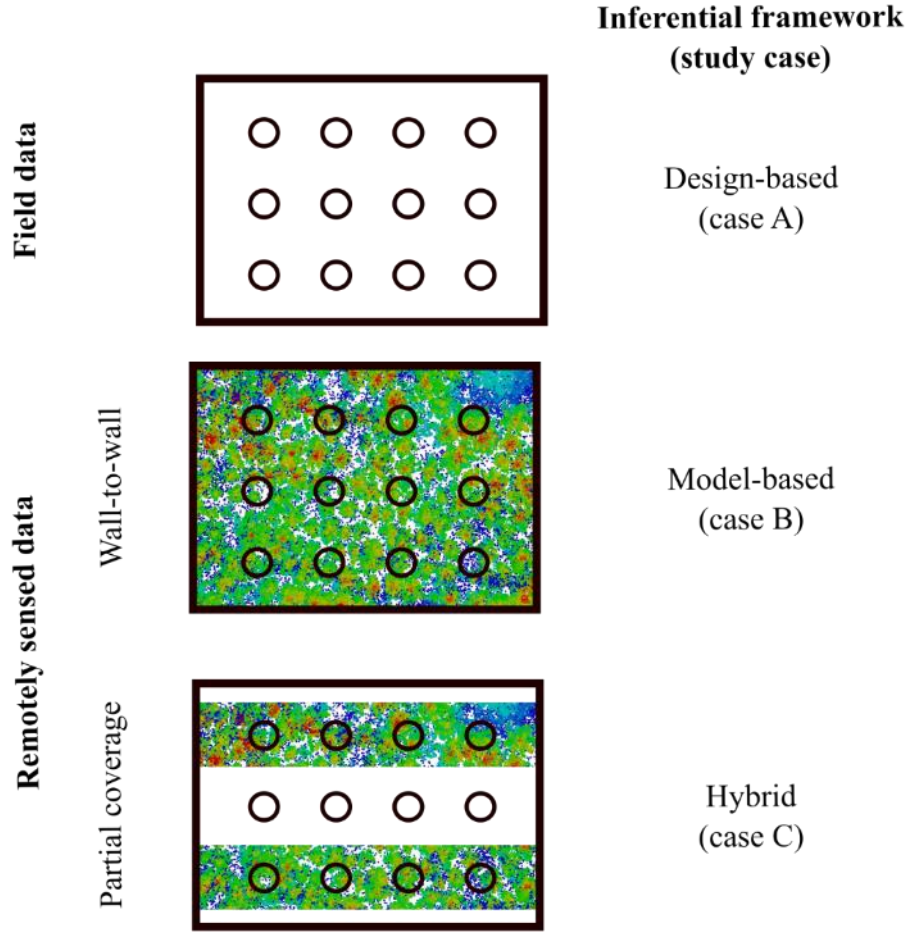 Inferential framework
(study case)
Field data
Design-based
(case A)
Remotely sensed data
Wall-to-wall
Model-based
(case B)
Partial coverage
Hybrid
(case C)